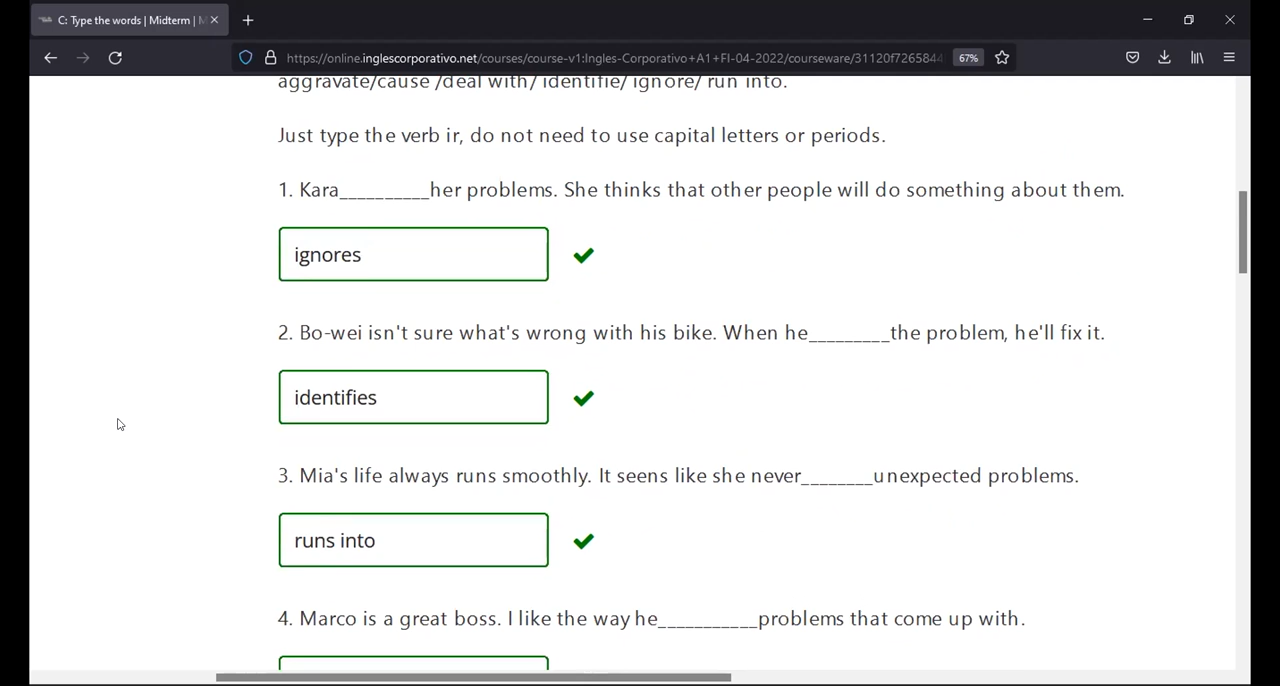 C: Type the words | Midterm | M
https://online.inglescorporativo.net/courses/course-v1:Ingles-Corporativo+A1+FI-04-2022/courseware/31120f7265844
67%
aggravate/cause /deal with/ identifie/ ignore/ run into.
Just type the verb ir, do not need to use capital letters or periods.
1. Kara__________her problems. She thinks that other people will do something about them.
ignores
2. Bo-wei isn't sure what's wrong with his bike. When he_________the problem, he'll fix it.
identifies
3. Mia's life always runs smoothly. It seens like she never________unexpected problems.
runs into
4. Marco is a great boss. I like the way he___________problems that come up with.